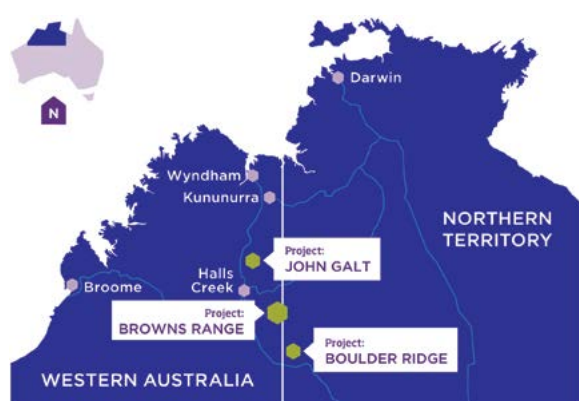 N
Darwin
Wyndham
Kununurra
NORTHERN
TERRITORY
Project:
JOHN GALT
Halls
Creek
Broome
Project:
BROWNS RANGE
Project:
BOULDER RIDGE
WESTERN AUSTRALIA